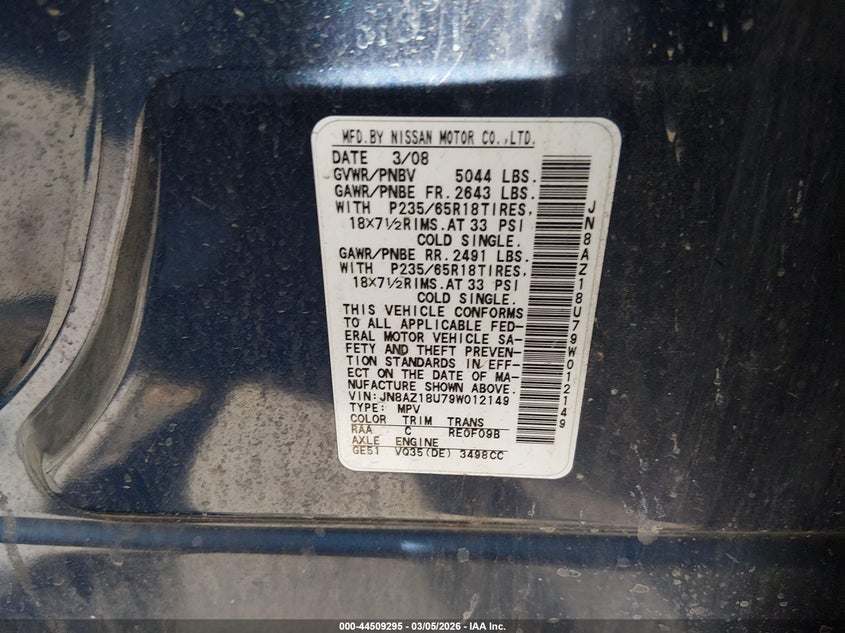 MFD.BY NISSAN MOTOR CO.,LTD.
DATE 3/08
GVWR/PNBV 5044 LBS.
GAWR/PNBE FR. 2643 LBS.
WITH P235/65R18TIRES,
18×7½RIMS.AT 33 PSI
COLD SINGLE.
GAWR/PNBE RR. 2491 LBS.
WITH P235/65R18TIRES,
18×7½RIMS.AT 33 PSI
COLD SINGLE.
THIS VEHICLE CONFORMS
TO ALL APPLICABLE FED-
ERAL MOTOR VEHICLE SA-
FETY AND THEFT PREVEN-
TION STANDARDS IN EFF-
ECT ON THE DATE OF MA-
NUFACTURE SHOWN ABOVE.
VIN:JN8AZ18U79W012149
TYPE: MPV
COLOR TRIM TRANS
RAA C RE0F09B
AXLE ENGINE
GE51 VQ35(DE) 3498CC
JN8AZ18U79W012149
000-44509295 - 03/05/2026 - IAA Inc.